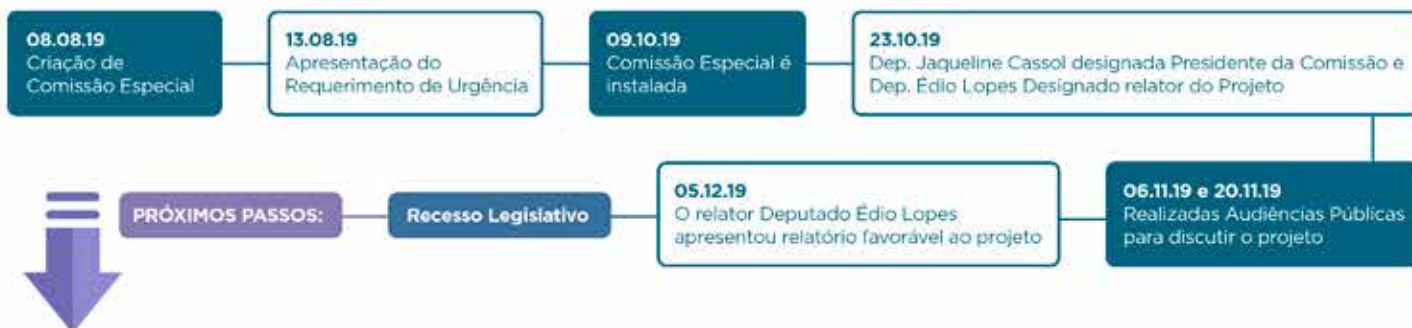 08.08.19
Criação de
Comissão Especial
13.08.19
Apresentação do
Requerimento de Urgência
09.10.19
Comissão Especial é
instalada
23.10.19
Dep. Jaqueline Cassol designada Presidente da Comissão e
Dep. Édio Lopes Designado relator do Projeto
06.11.19 e 20.11.19
Realizadas Audiências Públicas
para discutir o projeto
05.12.19
O relator Deputado Édio Lopes
apresentou relatório favorável ao projeto
Recesso Legislativo
PRÓXIMOS PASSOS: